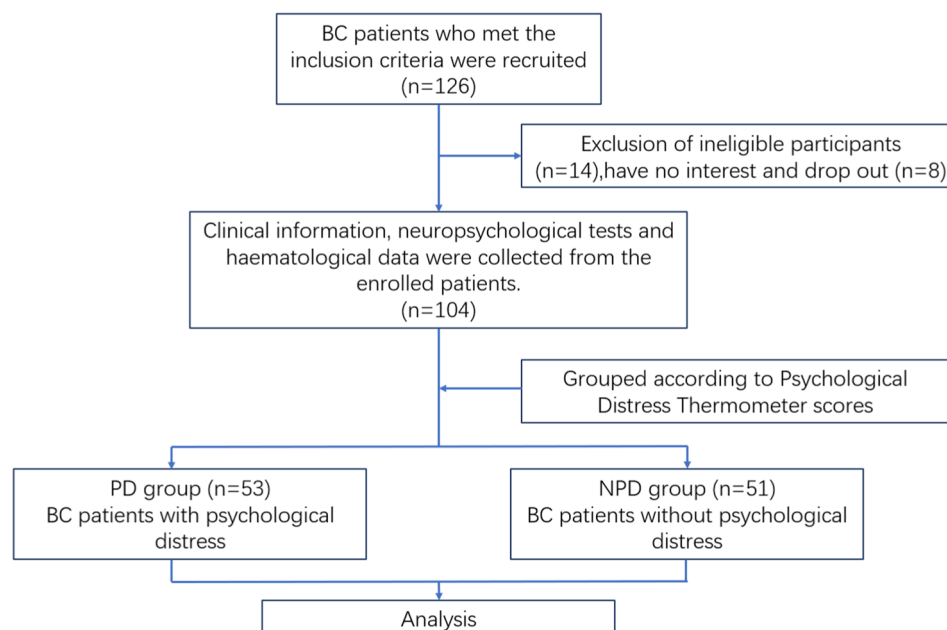 BC patients who met the
inclusion criteria were recruited
(n=126)
Exclusion of ineligible participants
(n=14),have no interest and drop out (n=8)
Clinical information, neuropsychological tests and
haematological data were collected from the
enrolled patients.
(n=104)
Grouped according to Psychological
Distress Thermometer scores
PD group (n=53)
BC patients with psychological
distress
NPD group (n=51)
BC patients without psychological
distress
Analysis